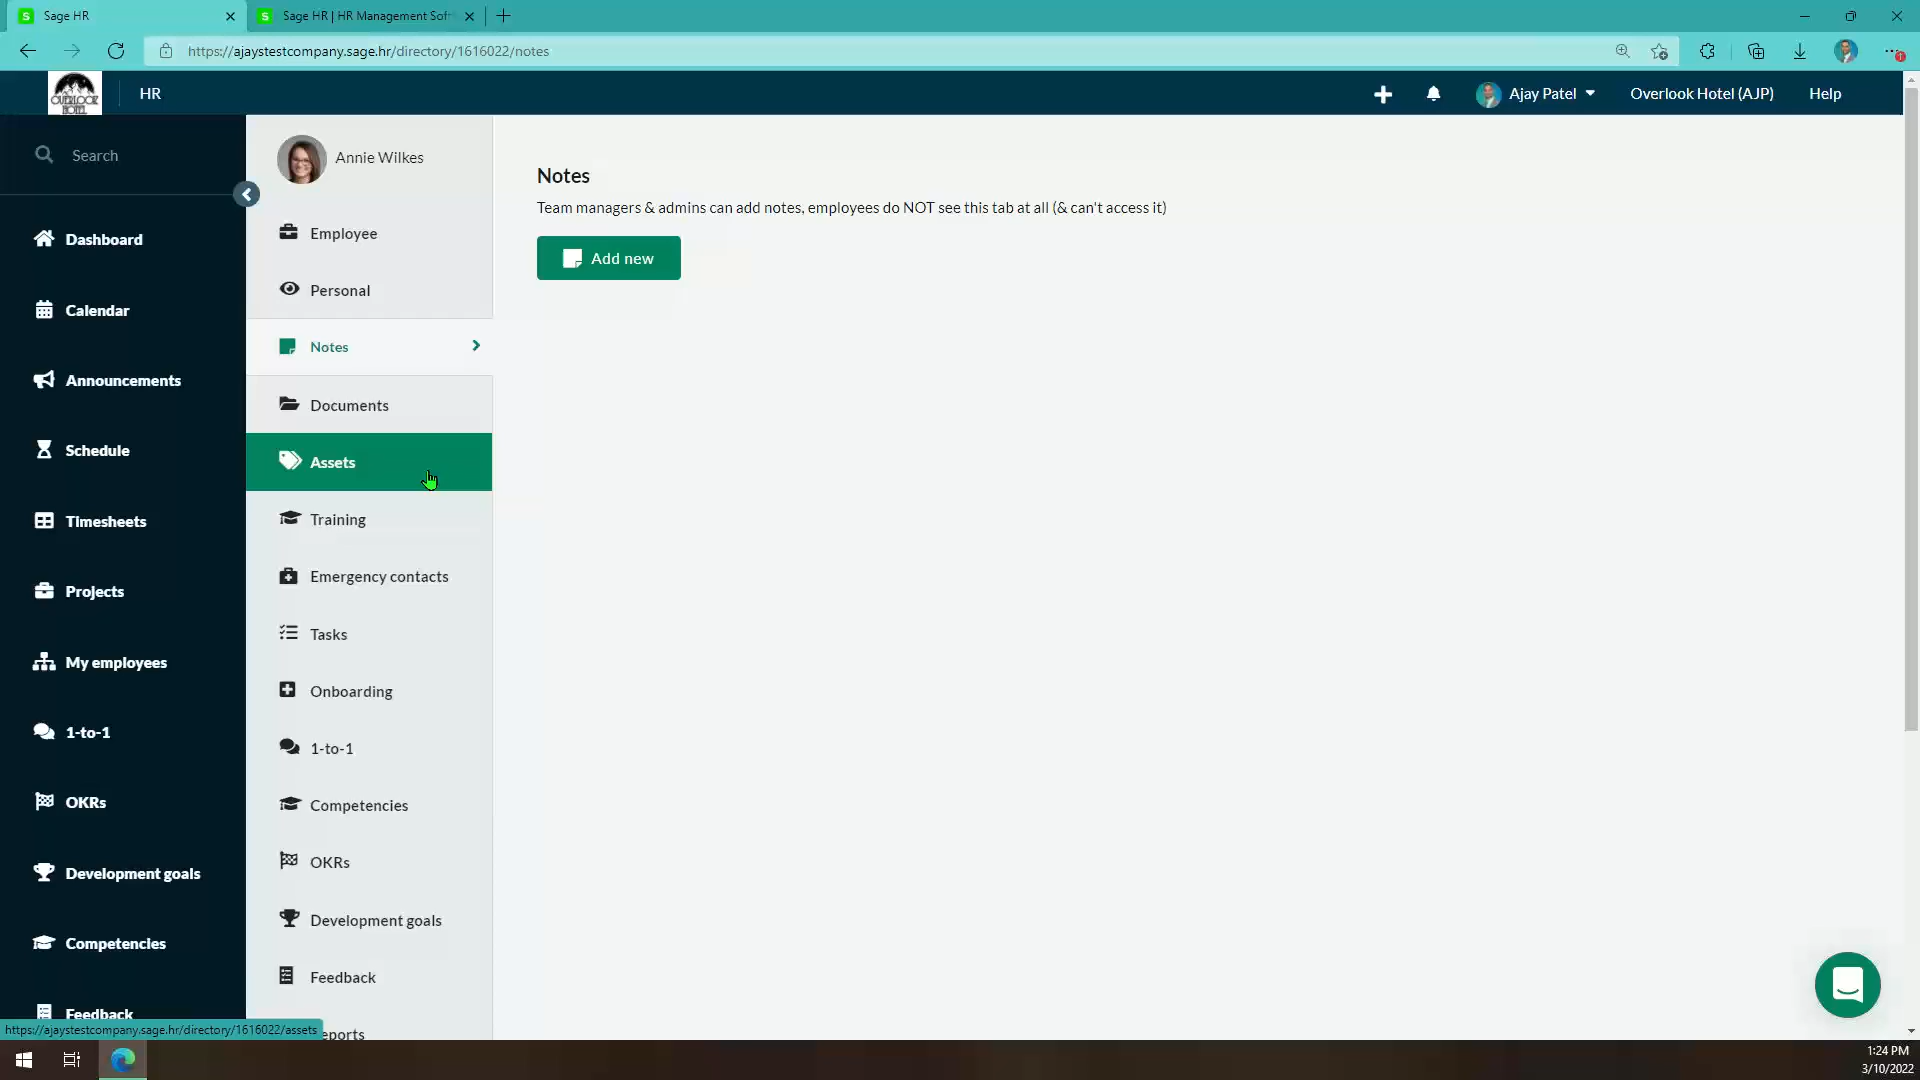 Sage HR
Sage HR | HR Management Soft
https://ajaystestcompany.sage.hr/directory/1616022/notes
OVERLOOK
HOTEL
HR
Ajay Patel
Overlook Hotel (AJP)
Help
Search
Dashboard
Calendar
Announcements
Schedule
Timesheets
Projects
My employees
1-to-1
OKRs
Development goals
Competencies
Feedback
Annie Wilkes
Employee
Personal
Notes
Documents
Assets
Training
Emergency contacts
Tasks
Onboarding
1-to-1
Competencies
OKRs
Development goals
Feedback
eports
Notes
Team managers & admins can add notes, employees do NOT see this tab at all (& can't access it)
Add new
https://ajaystestcompany.sage.hr/directory/1616022/assets
1:24 PM
3/10/2022